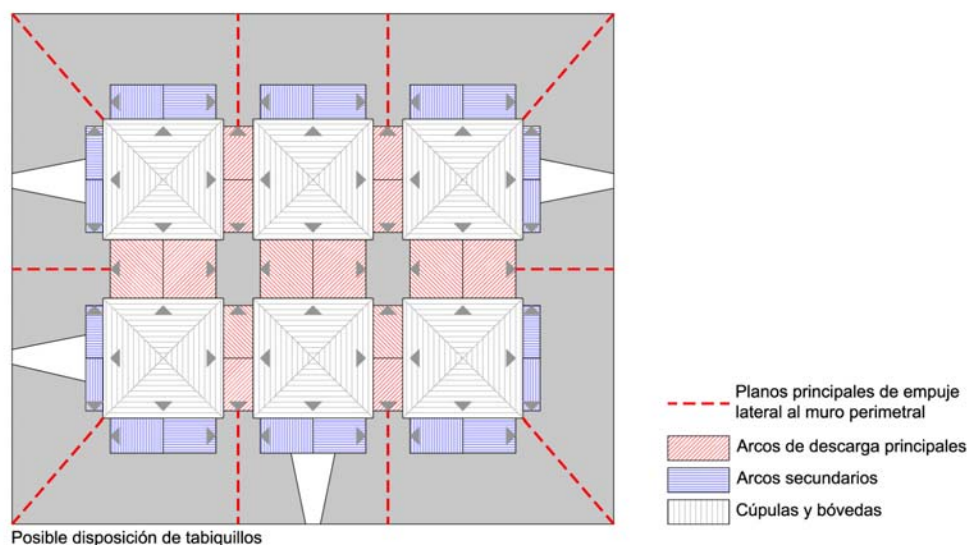 Planos principales de empuje
lateral al muro perimetral
Arcos de descarga principales
Arcos secundarios
Cúpulas y bóvedas
Posible disposición de tabiquillos